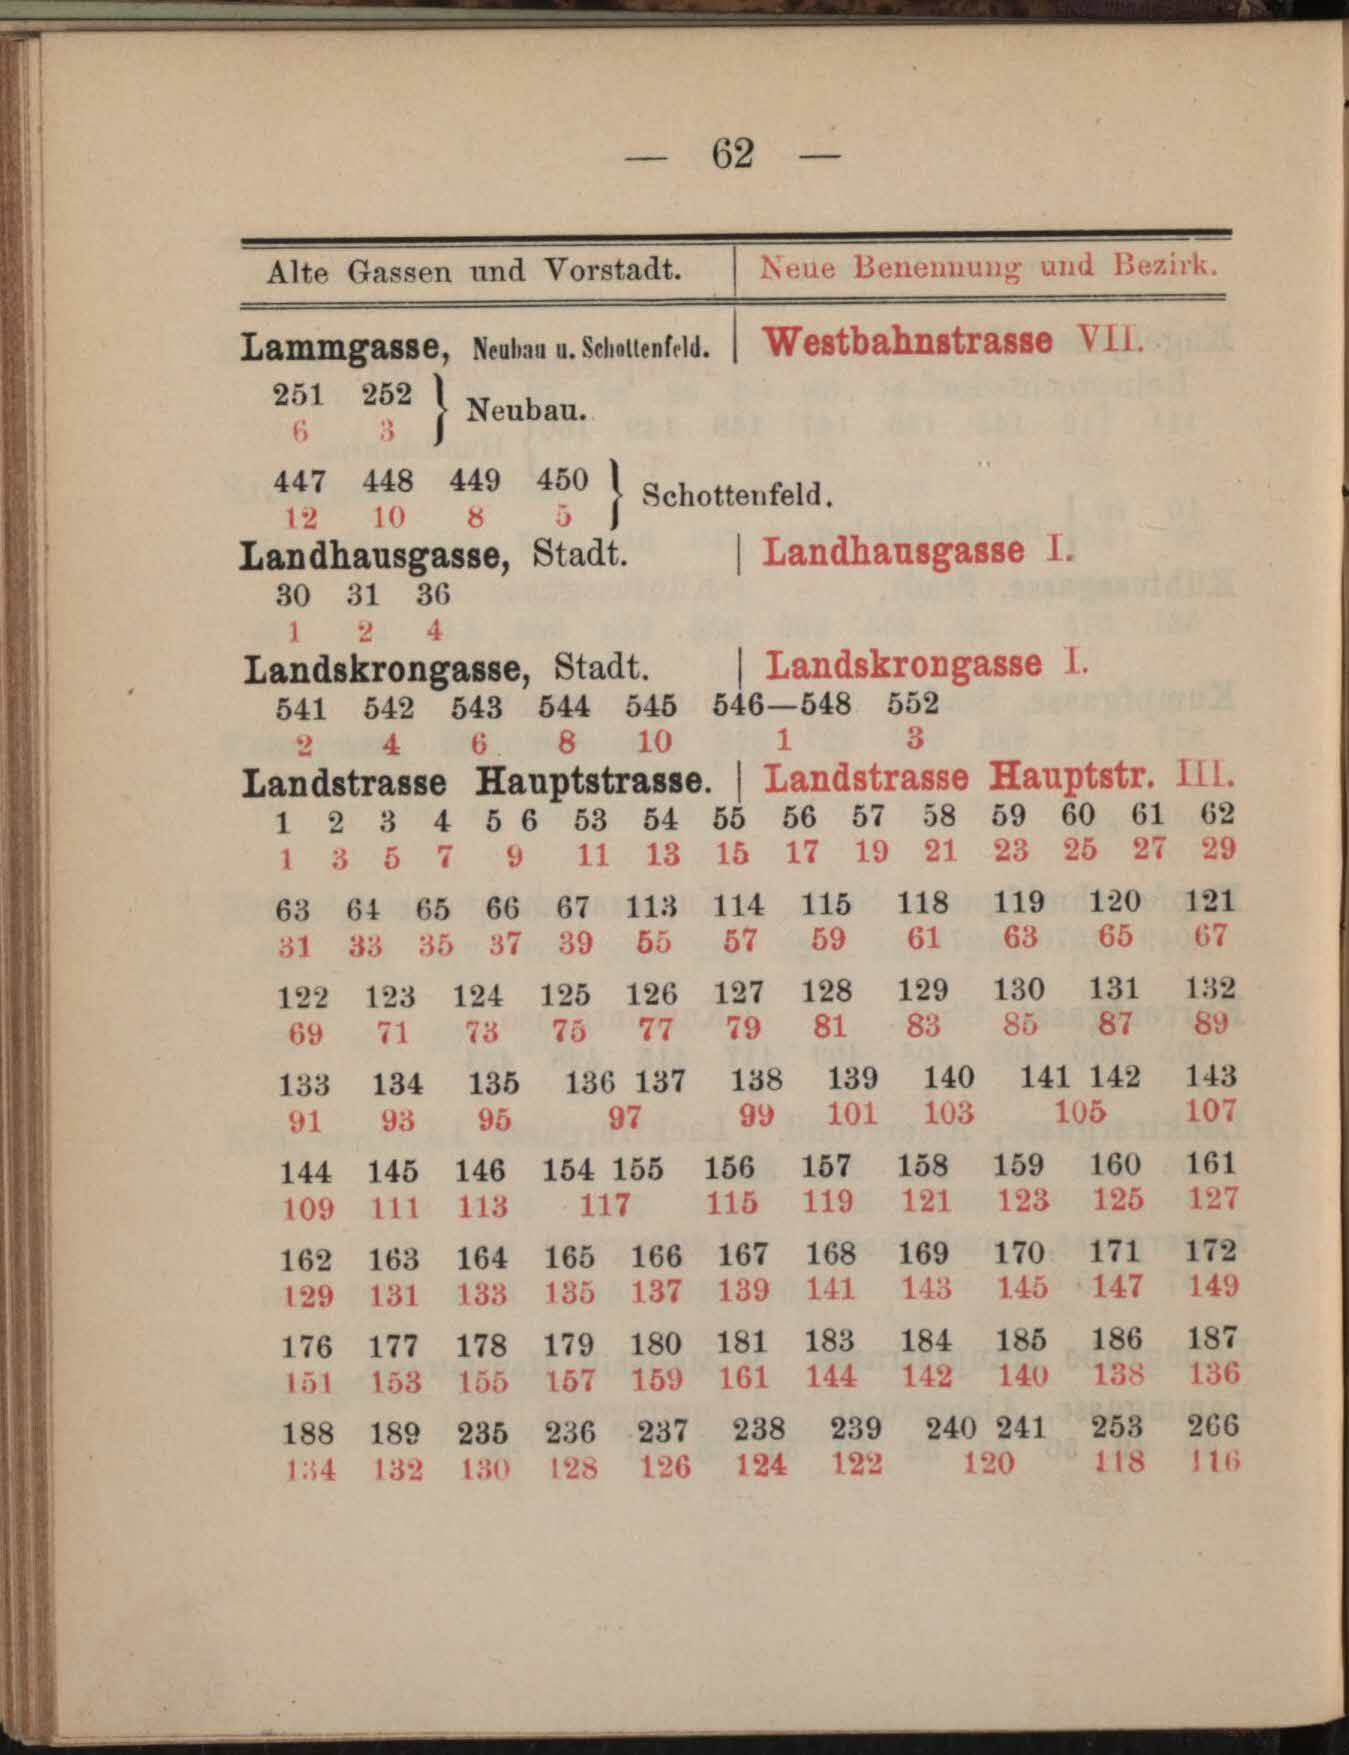 — 62 —
Alte Gassen und Vorstadt. | Neue Benennung und Bezirk.
Lammgasse, Neubau u. Schottenfeld. | Westbahnstrasse VII.
251 252 } Neubau.
6 3
447 448 449 450 } Schottenfeld.
12 10 8 5
Landhausgasse, Stadt. | Landhausgasse I.
30 31 36
1 2 4
Landskrongasse, Stadt. | Landskrongasse I.
541 542 543 544 545 546—548 552
2 4 6 8 10 1 3
Landstrasse Hauptstrasse. | Landstrasse Hauptstr. III.
1 2 3 4 5 6 53 54 55 56 57 58 59 60 61 62
1 3 5 7 9 11 13 15 17 19 21 23 25 27 29
63 64 65 66 67 113 114 115 118 119 120 121
31 33 35 37 39 55 57 59 61 63 65 67
122 123 124 125 126 127 128 129 130 131 132
69 71 73 75 77 79 81 83 85 87 89
133 134 135 136 137 138 139 140 141 142 143
91 93 95 97 99 101 103 105 107
144 145 146 154 155 156 157 158 159 160 161
109 111 113 117 115 119 121 123 125 127
162 163 164 165 166 167 168 169 170 171 172
129 131 133 135 137 139 141 143 145 147 149
176 177 178 179 180 181 183 184 185 186 187
151 153 155 157 159 161 144 142 140 138 136
188 189 235 236 237 238 239 240 241 253 266
134 132 130 128 126 124 122 120 118 116